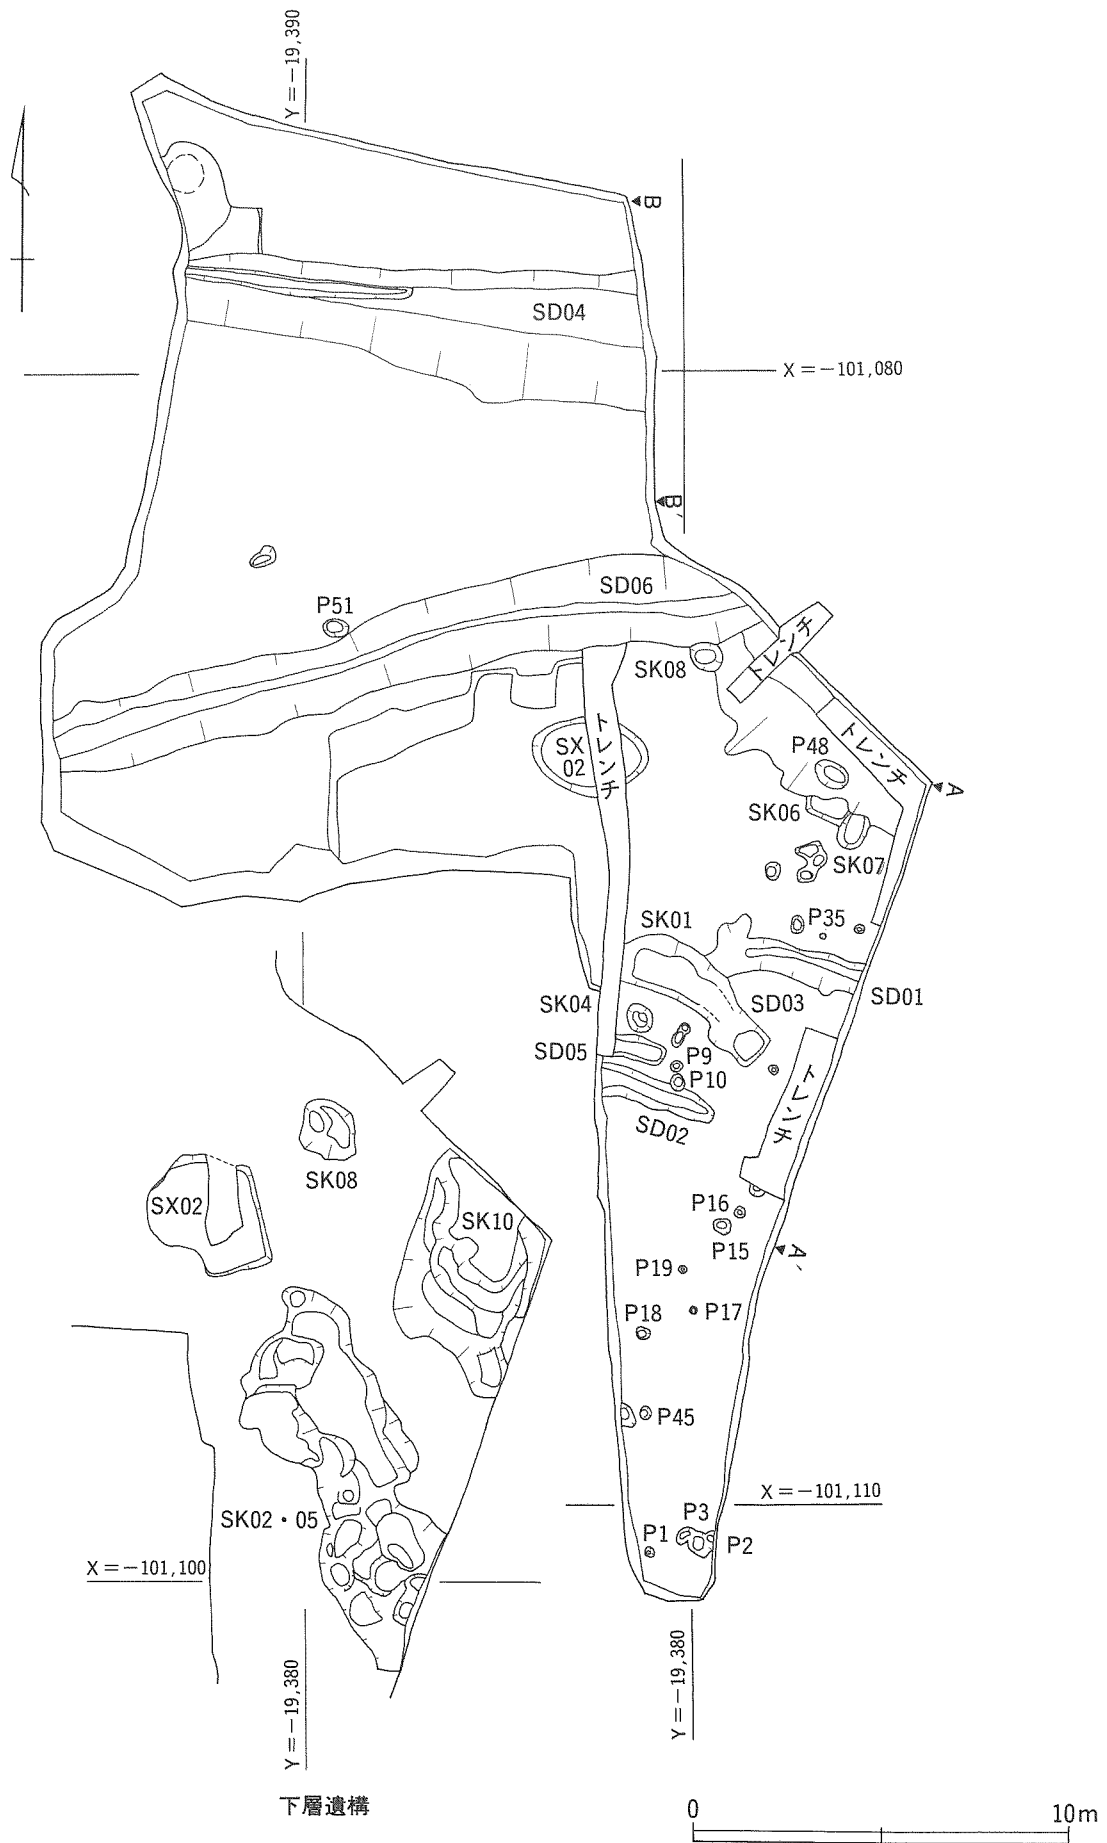 Y=−19,390
B
SD04
X=−101,080
B′
SD06
P51
トレンチ
SK08
トレンチ
トレンチ
SX
02
P48
A
SK06
SK07
P35
SK01
SD01
SK04
SD03
SD05
P9
P10
トレンチ
SD02
SK08
SX02
SK10
P16
P15
A′
P19
P18
P17
P45
X=−101,110
SK02・05
P3
P1
P2
X=−101,100
Y=−19,380
Y=−19,380
下層遺構
0
10m